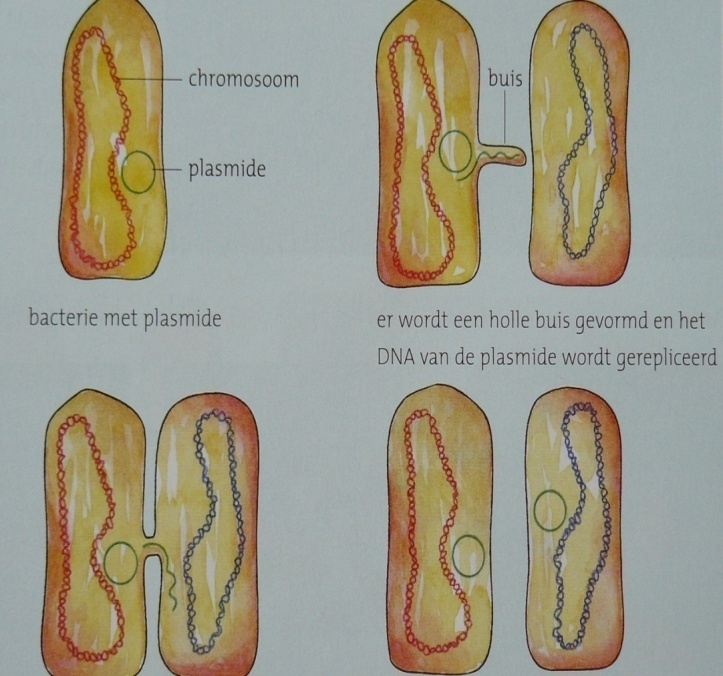 chromosoom
plasmide
buis
bacterie met plasmide
er wordt een holle buis gevormd en het
DNA van de plasmide wordt gerepliceerd